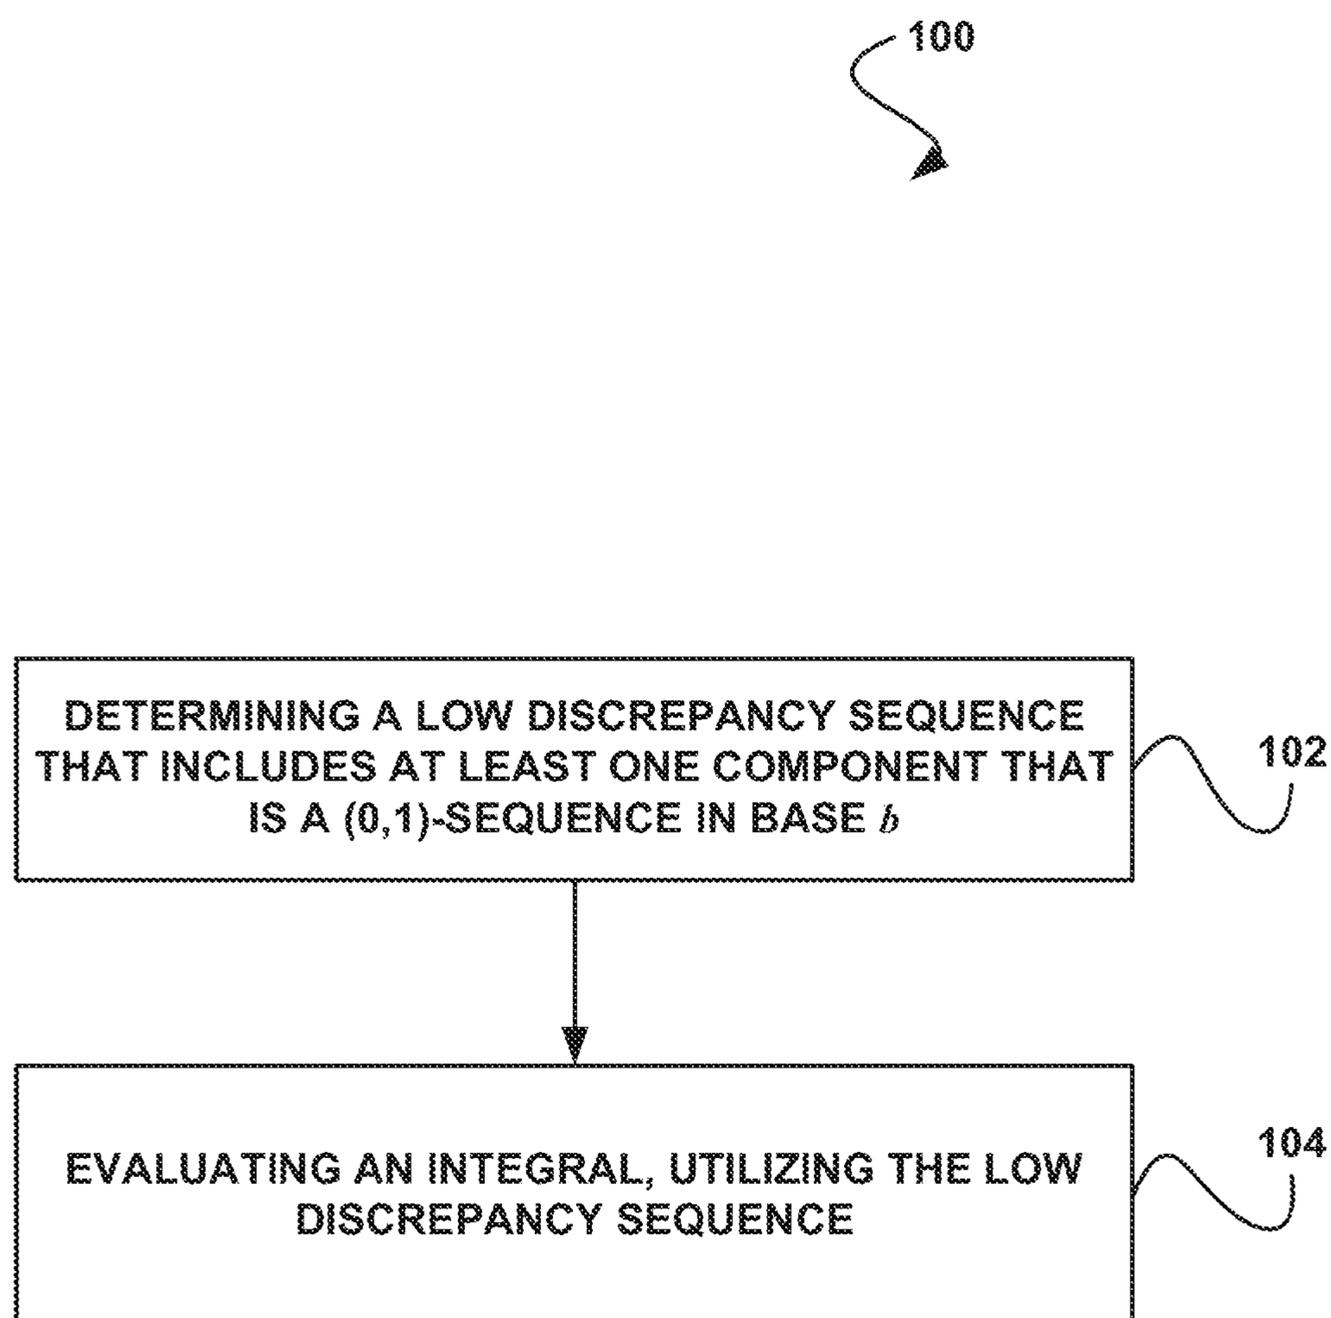 100
DETERMINING A LOW DISCREPANCY SEQUENCE
THAT INCLUDES AT LEAST ONE COMPONENT THAT
IS A (0,1)-SEQUENCE IN BASE b
102
EVALUATING AN INTEGRAL, UTILIZING THE LOW
DISCREPANCY SEQUENCE
104